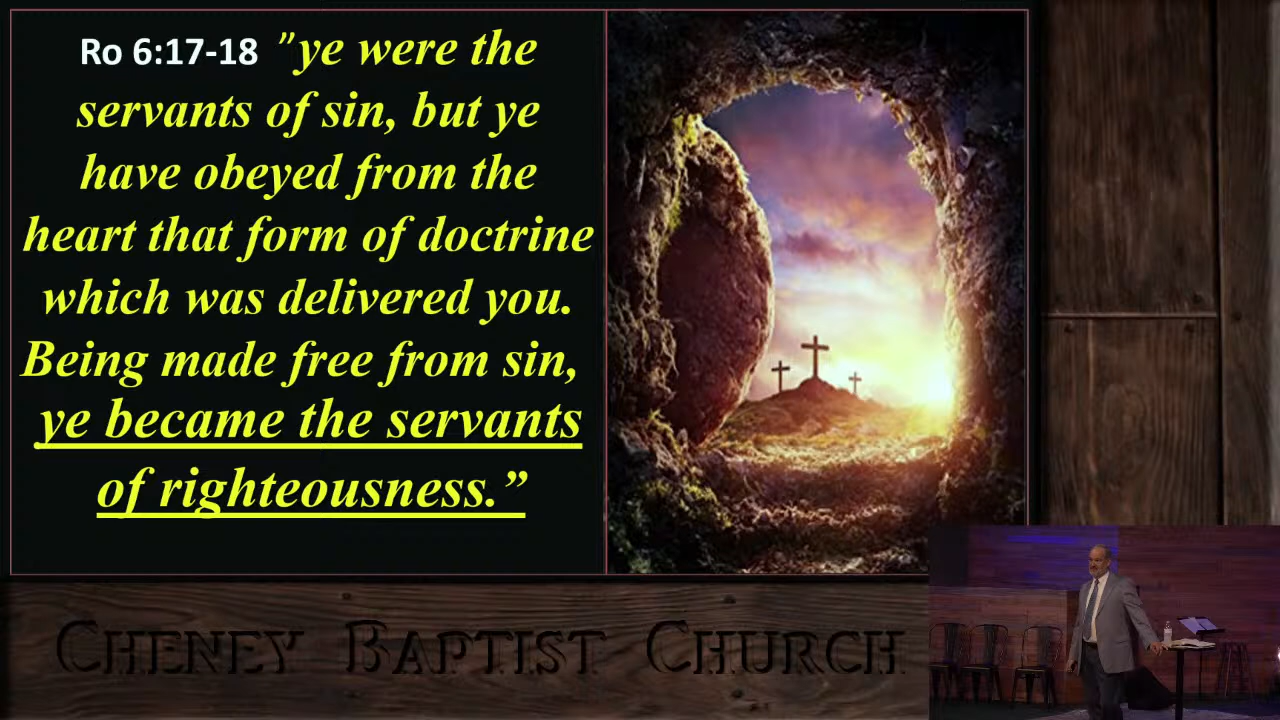 Ro 6:17-18 "ye were the
servants of sin, but ye
have obeyed from the
heart that form of doctrine
which was delivered you.
Being made free from sin,
ye became the servants
of righteousness.”
Cheney Baptist Church